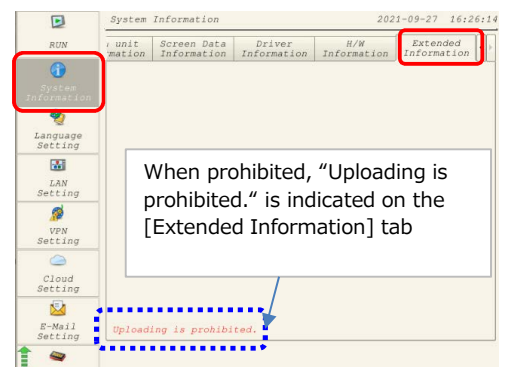 System Information 2021-09-27 16:26:14
RUN
unit
mation
Screen Data
Information
Driver
Information
H/W
Information
Extended
Information
System
Information
Language
Setting
LAN
Setting
VPN
Setting
Cloud
Setting
E-Mail
Setting
When prohibited, “Uploading is
prohibited.“ is indicated on the
[Extended Information] tab
Uploading is prohibited.